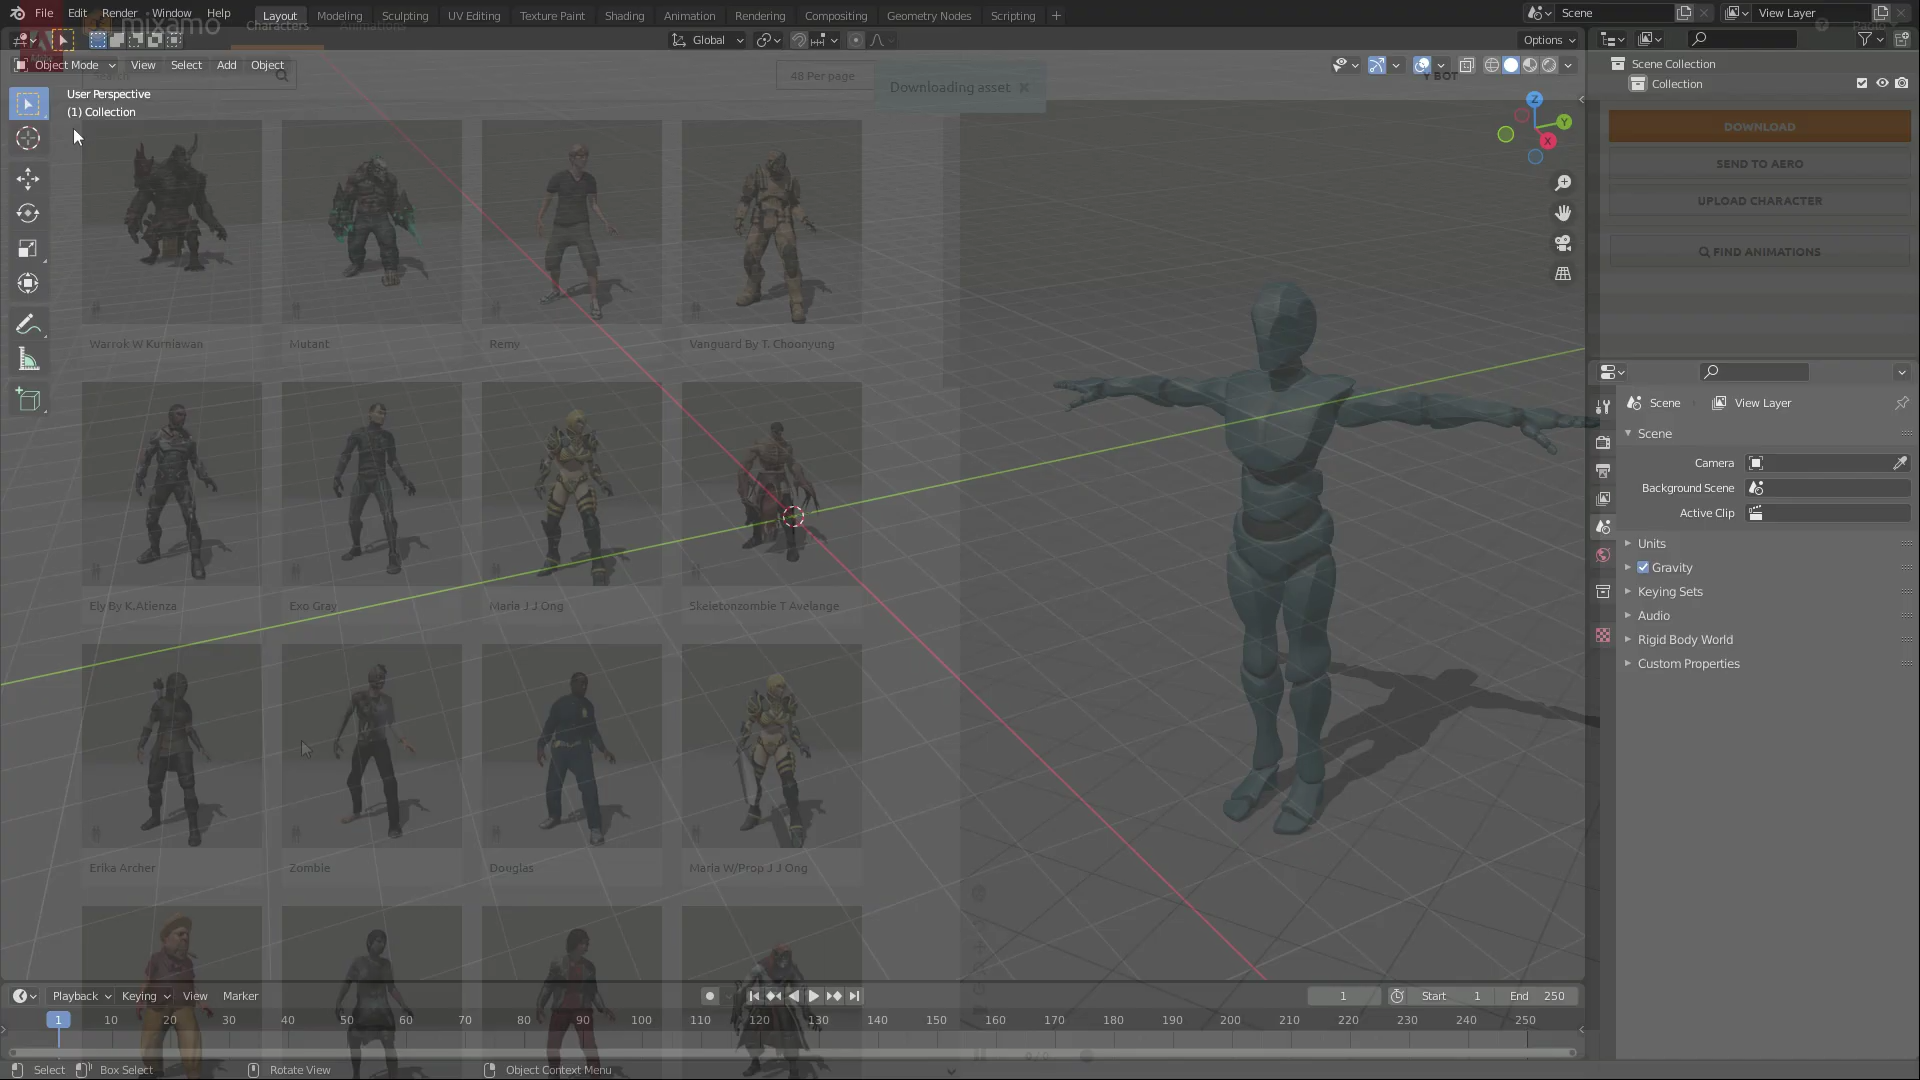 File Edit Render Window Help
Layout Modeling Sculpting UV Editing Texture Paint Shading Animation Rendering Compositing Geometry Nodes Scripting +
Scene
View Layer
mixamo
Characters
Animations
Global
Options
Object Mode View Select Add Object
Search
48 Per page
Downloading asset ×
Y BOT
User Perspective
(1) Collection
Scene Collection
Collection
Z
Y
X
DOWNLOAD
SEND TO AERO
UPLOAD CHARACTER
FIND ANIMATIONS
Warrok W Kurniawan
Mutant
Remy
Vanguard By T. Choonyung
Ely By K.Atienza
Exo Gray
Maria J J Ong
Skeletonzombie T Avelange
Erika Archer
Zombie
Douglas
Maria W/Prop J J Ong
Scene
View Layer
Scene
Camera
Background Scene
Active Clip
Units
Gravity
Keying Sets
Audio
Rigid Body World
Custom Properties
Playback Keying View Marker
1
Start 1
End 250
1 10 20 30 40 50 60 70 80 90 100 110 120 130 140 150 160 170 180 190 200 210 220 230 240 250
0 / 0
Select
Box Select
Rotate View
Object Context Menu